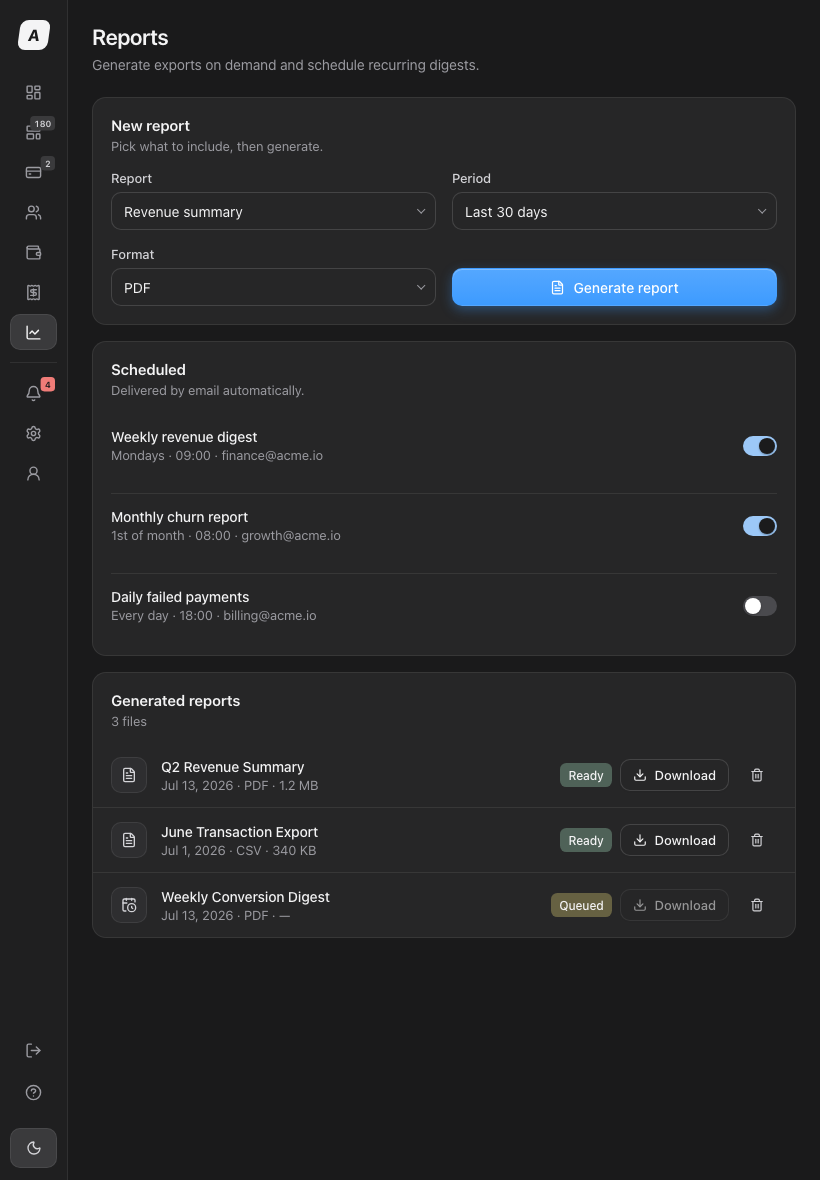 A
Reports
Generate exports on demand and schedule recurring digests.
180
2
4
New report
Pick what to include, then generate.
Report
Period
Revenue summary
Last 30 days
Format
PDF
Generate report
Scheduled
Delivered by email automatically.
Weekly revenue digest
Mondays · 09:00 · finance@acme.io
Monthly churn report
1st of month · 08:00 · growth@acme.io
Daily failed payments
Every day · 18:00 · billing@acme.io
Generated reports
3 files
Q2 Revenue Summary
Jul 13, 2026 · PDF · 1.2 MB
Ready
Download
June Transaction Export
Jul 1, 2026 · CSV · 340 KB
Ready
Download
Weekly Conversion Digest
Jul 13, 2026 · PDF · —
Queued
Download